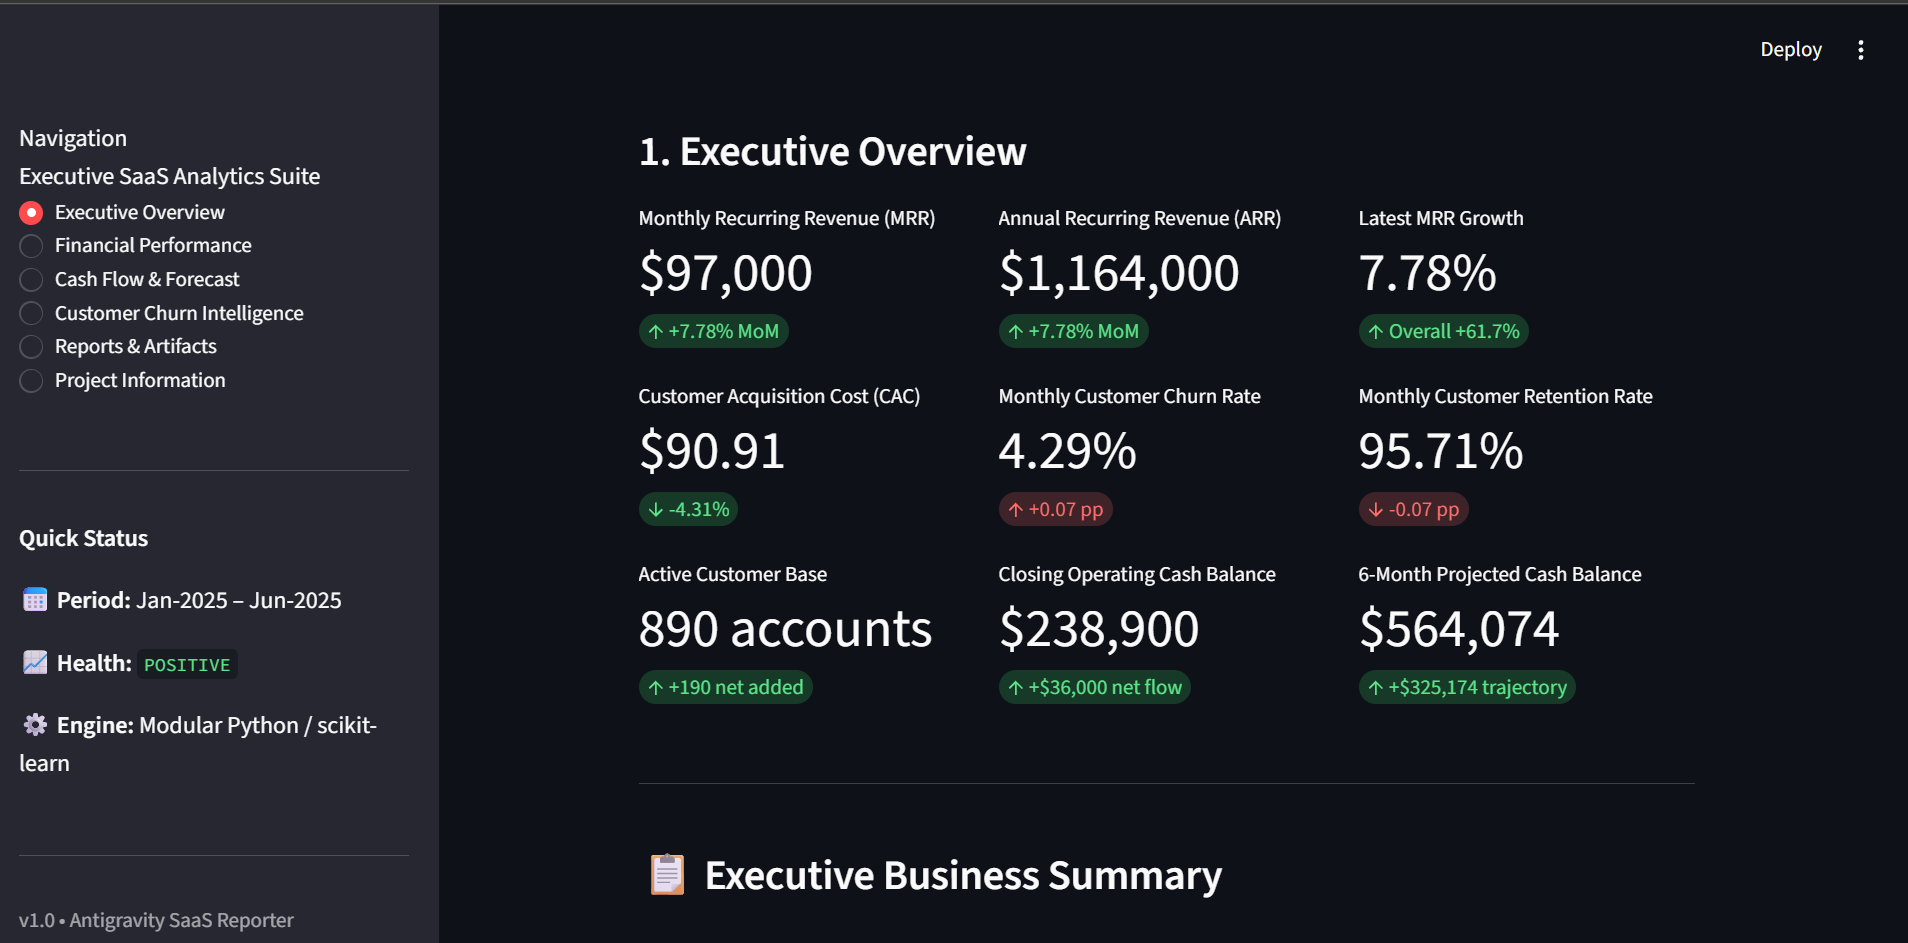 Deploy
Navigation
Executive SaaS Analytics Suite
Executive Overview
Financial Performance
Cash Flow & Forecast
Customer Churn Intelligence
Reports & Artifacts
Project Information
Quick Status
Period: Jan-2025 – Jun-2025
Health: POSITIVE
Engine: Modular Python / scikit-
learn
v1.0 • Antigravity SaaS Reporter
1. Executive Overview
Monthly Recurring Revenue (MRR)
$97,000
↑ +7.78% MoM
Annual Recurring Revenue (ARR)
$1,164,000
↑ +7.78% MoM
Latest MRR Growth
7.78%
↑ Overall +61.7%
Customer Acquisition Cost (CAC)
$90.91
↓ -4.31%
Monthly Customer Churn Rate
4.29%
↑ +0.07 pp
Monthly Customer Retention Rate
95.71%
↓ -0.07 pp
Active Customer Base
890 accounts
↑ +190 net added
Closing Operating Cash Balance
$238,900
↑ +$36,000 net flow
6-Month Projected Cash Balance
$564,074
↑ +$325,174 trajectory
Executive Business Summary